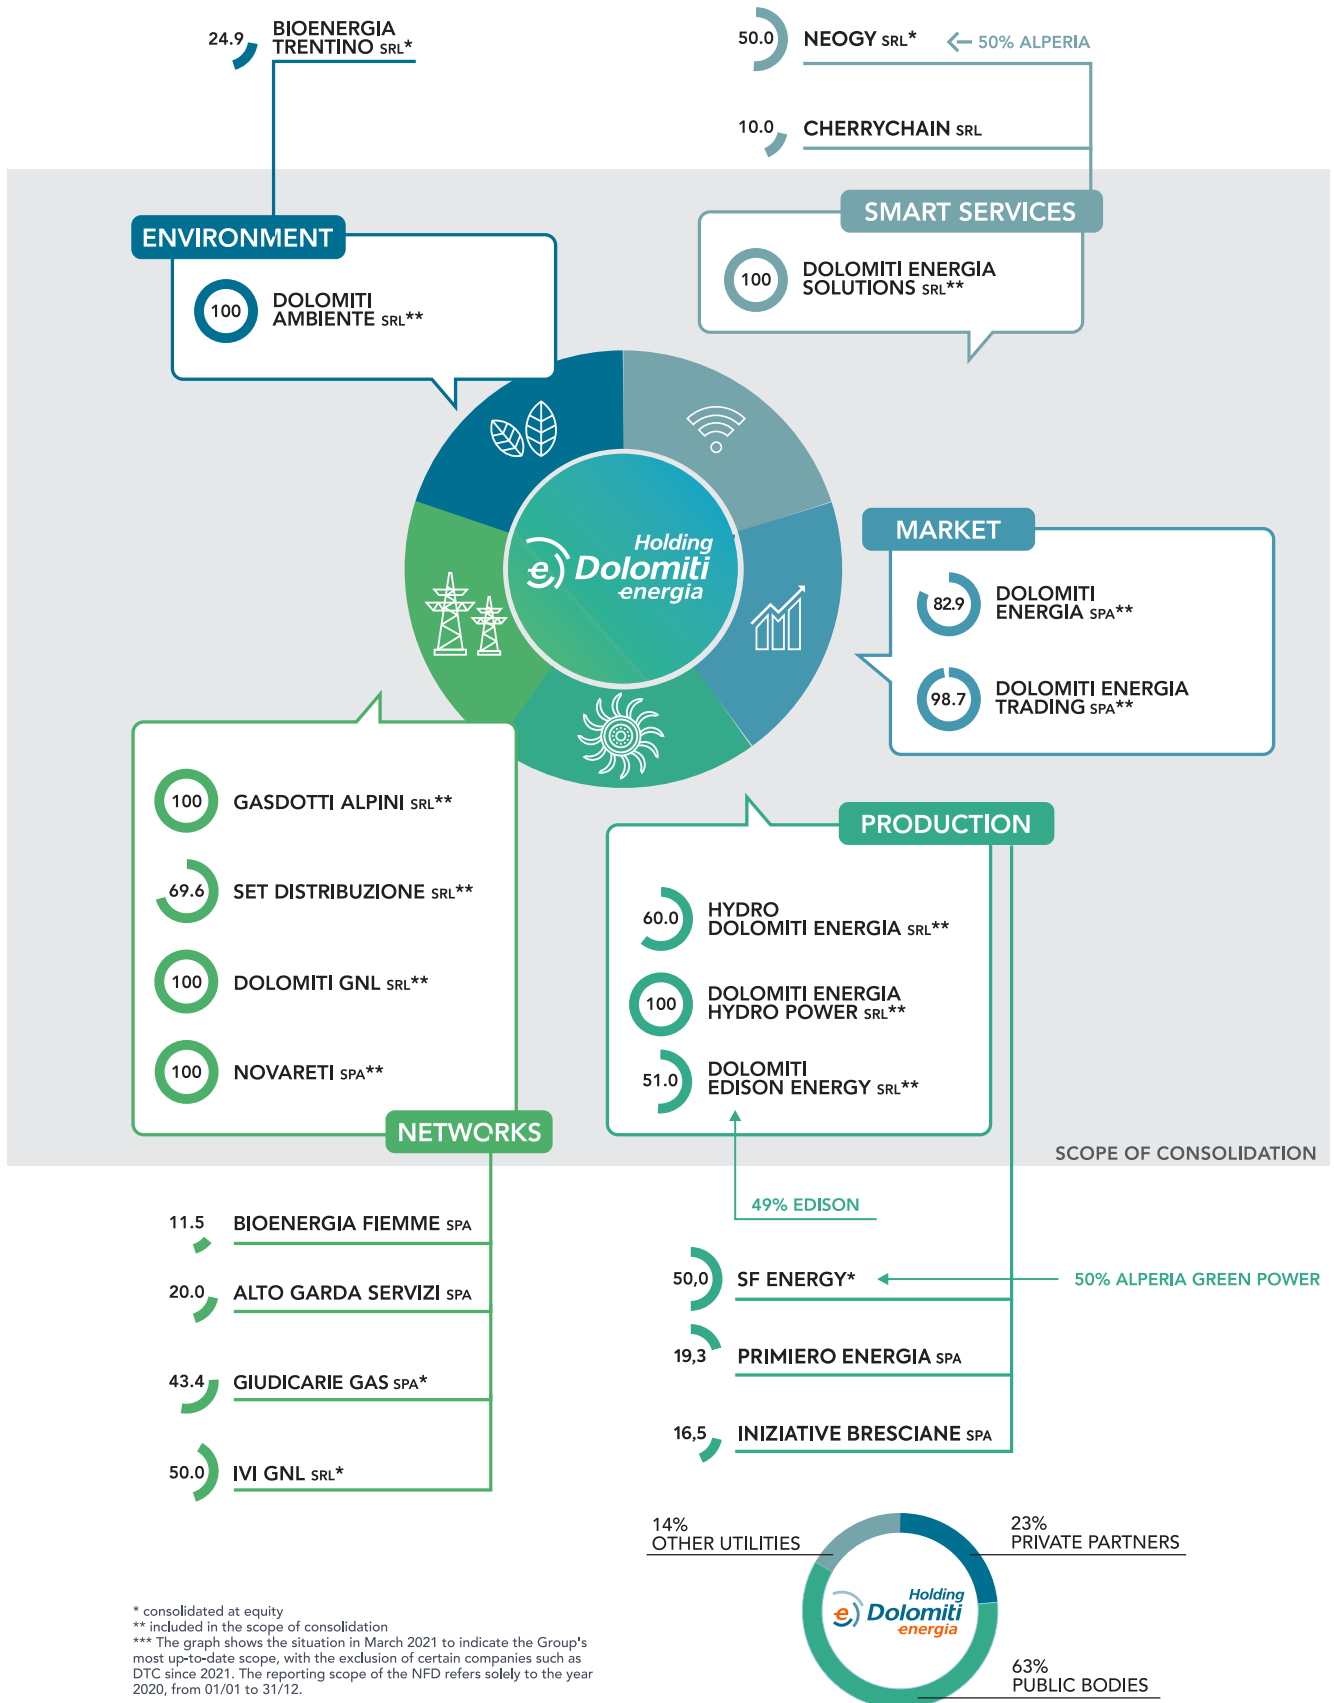 24.9
BIOENERGIA
TRENTINO SRL*
50.0
NEOGY SRL*
50% ALPERIA
10.0
CHERRYCHAIN SRL
ENVIRONMENT
100
DOLOMITI
AMBIENTE SRL**
SMART SERVICES
100
DOLOMITI ENERGIA
SOLUTIONS SRL**
Holding
e Dolomiti
energia
MARKET
82.9
DOLOMITI
ENERGIA SPA**
98.7
DOLOMITI ENERGIA
TRADING SPA**
100
GASDOTTI ALPINI SRL**
69.6
SET DISTRIBUZIONE SRL**
100
DOLOMITI GNL SRL**
100
NOVARETI SPA**
NETWORKS
PRODUCTION
60.0
HYDRO
DOLOMITI ENERGIA SRL**
100
DOLOMITI ENERGIA
HYDRO POWER SRL**
51.0
DOLOMITI
EDISON ENERGY SRL**
SCOPE OF CONSOLIDATION
49% EDISON
11.5
BIOENERGIA FIEMME SPA
20.0
ALTO GARDA SERVIZI SPA
43.4
GIUDICARIE GAS SPA*
50.0
IVI GNL SRL*
50,0
SF ENERGY*
50% ALPERIA GREEN POWER
19,3
PRIMIERO ENERGIA SPA
16,5
INIZIATIVE BRESCIANE SPA
14%
OTHER UTILITIES
23%
PRIVATE PARTNERS
Holding
e Dolomiti
energia
63%
PUBLIC BODIES
* consolidated at equity
** included in the scope of consolidation
*** The graph shows the situation in March 2021 to indicate the Group's
most up-to-date scope, with the exclusion of certain companies such as
DTC since 2021. The reporting scope of the NFD refers solely to the year
2020, from 01/01 to 31/12.